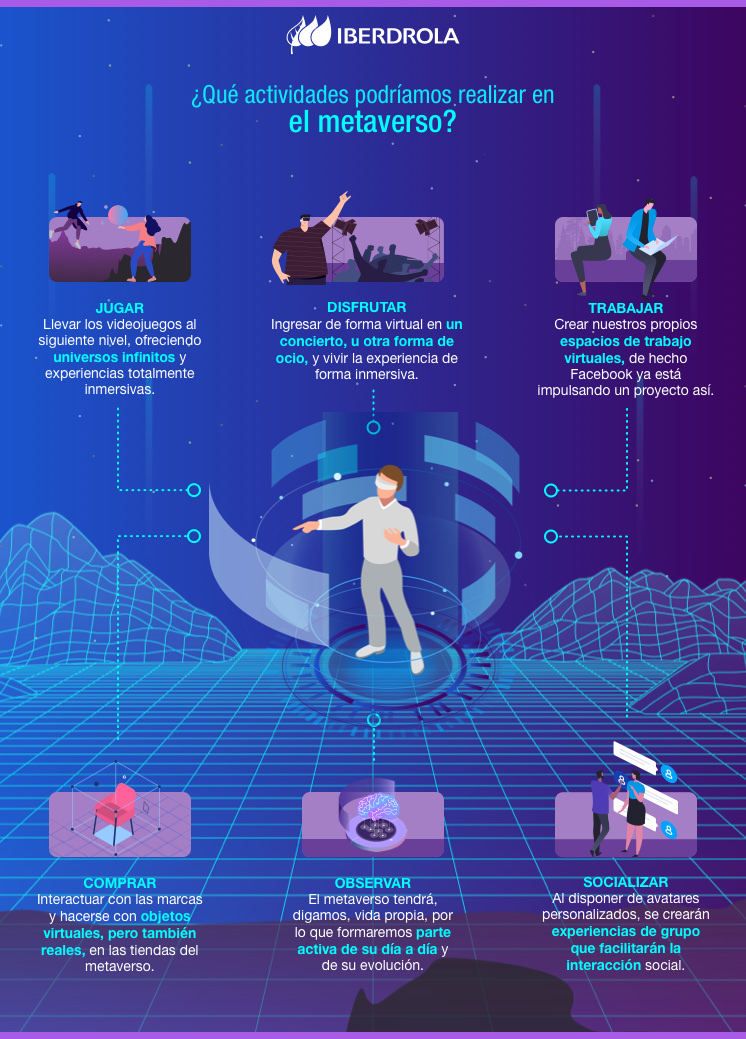 IBERDROLA
¿Qué actividades podríamos realizar en
el metaverso?
JUGAR
Llevar los videojuegos al
siguiente nivel, ofreciendo
universos infinitos y
experiencias totalmente
inmersivas.
DISFRUTAR
Ingresar de forma virtual en un
concierto, u otra forma de
ocio, y vivir la experiencia de
forma inmersiva.
TRABAJAR
Crear nuestros propios
espacios de trabajo
virtuales, de hecho
Facebook ya está
impulsando un proyecto así.
COMPRAR
Interactuar con las marcas
y hacerse con objetos
virtuales, pero también
reales, en las tiendas del
metaverso.
OBSERVAR
El metaverso tendrá,
digamos, vida propia, por
lo que formaremos parte
activa de su día a día y
de su evolución.
SOCIALIZAR
Al disponer de avatares
personalizados, se crearán
experiencias de grupo
que facilitarán la
interacción social.